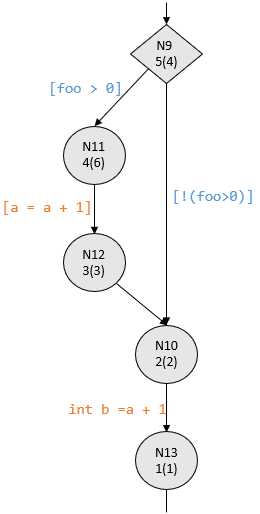 N9
5(4)
[foo > 0]
N11
4(6)
[!(foo>0)]
[a = a + 1]
N12
3(3)
N10
2(2)
int b =a + 1
N13
1(1)